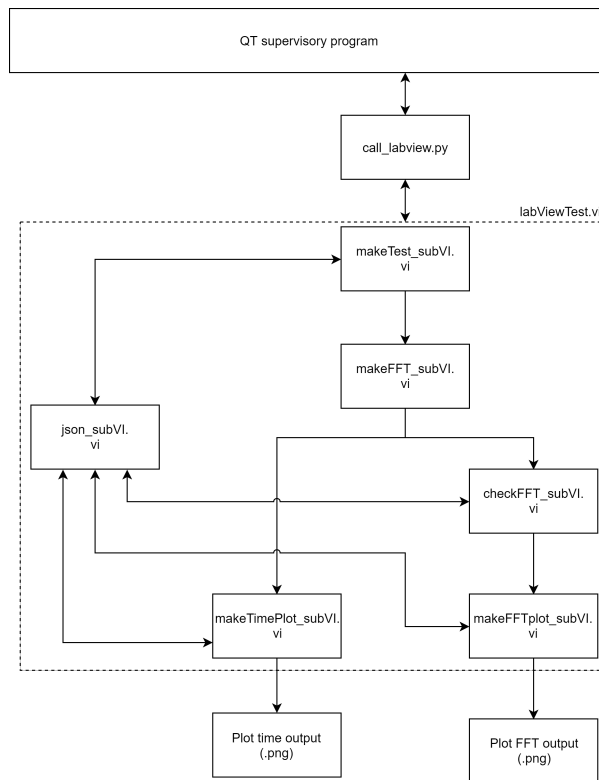 QT supervisory program
call_labview.py
labViewTest.v
makeTest_subVI.
vi
makeFFT_subVI.
vi
json_subVI.
vi
checkFFT_subVI.
vi
makeTimePlot_subVI.
vi
makeFFTplot_subVI.
vi
Plot time output
(.png)
Plot FFT output
(.png)